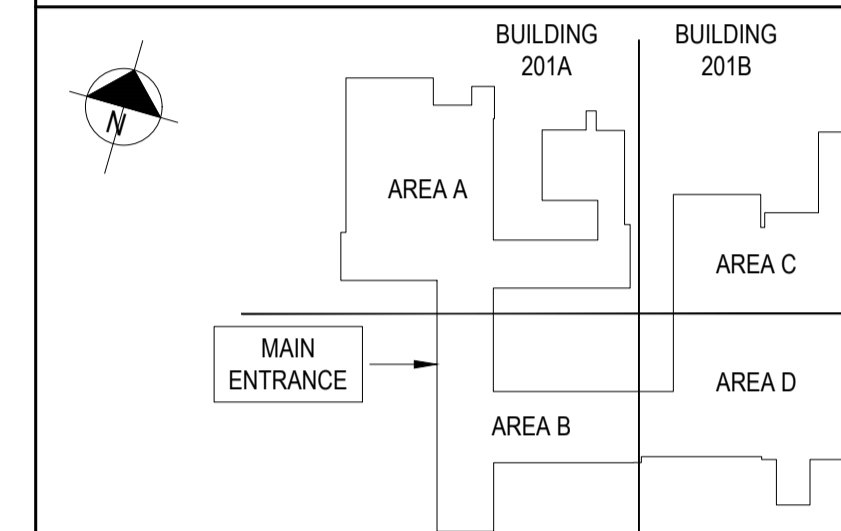 BUILDING
201A
BUILDING
201B
N
AREA A
AREA C
MAIN
ENTRANCE
AREA D
AREA B